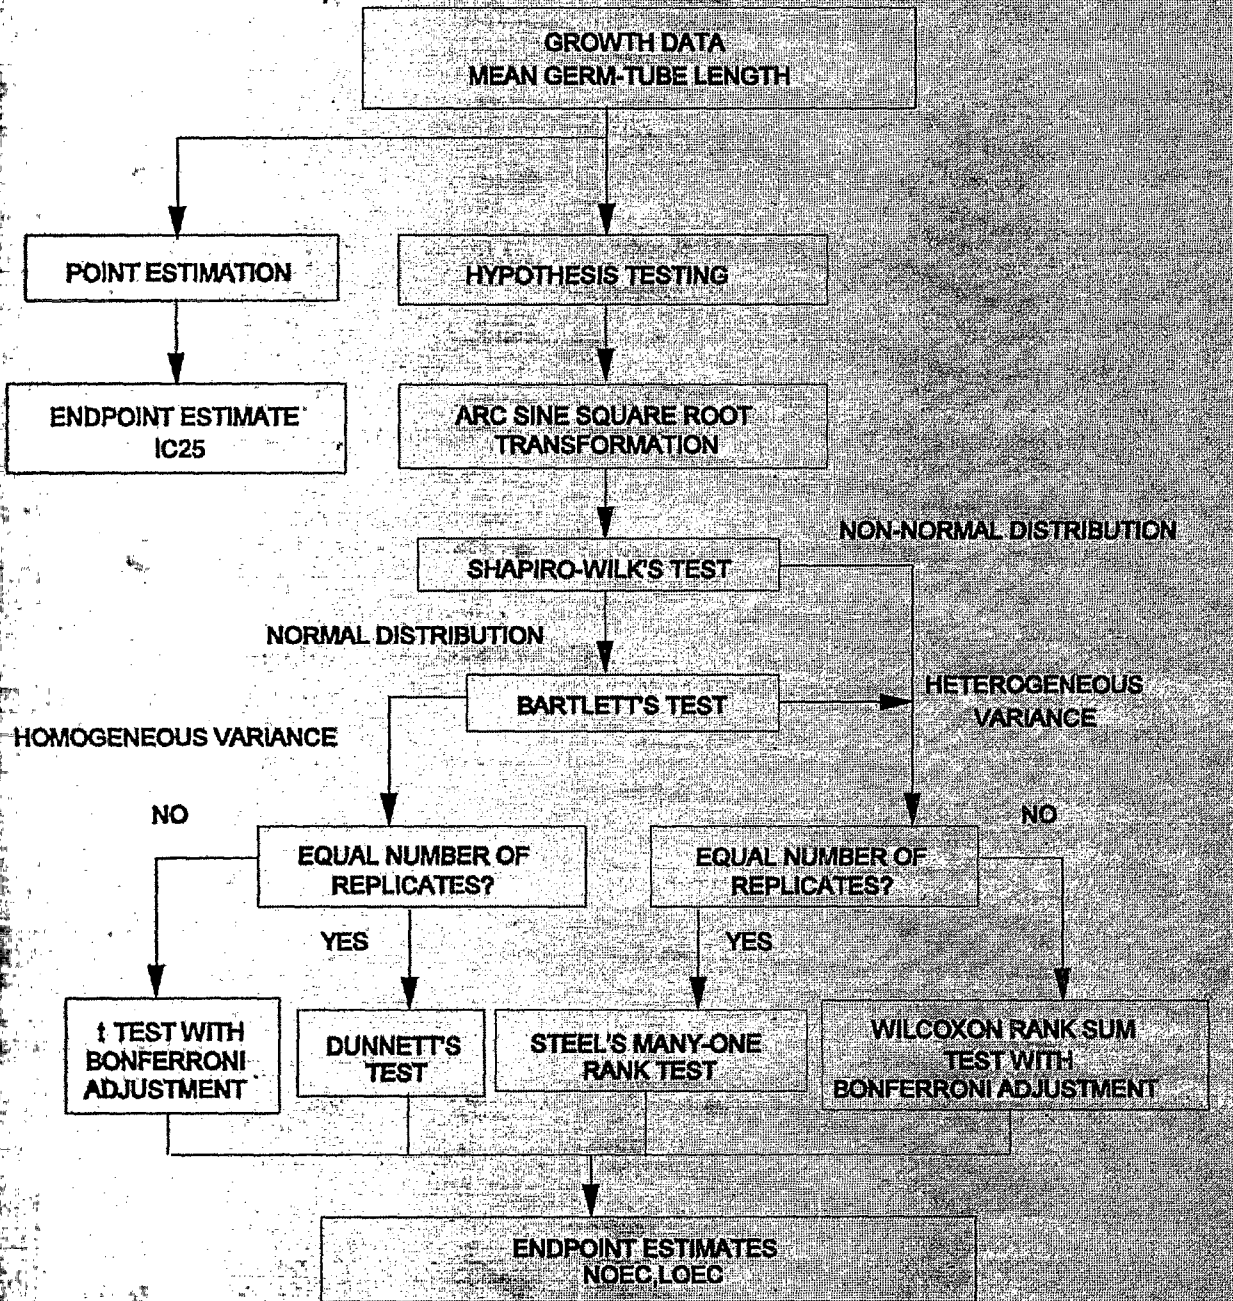 GROWTH DATA
MEAN GERM-TUBE LENGTH
POINT ESTIMATION
HYPOTHESIS TESTING
ENDPOINT ESTIMATE
IC25
ARC SINE SQUARE ROOT
TRANSFORMATION
NON-NORMAL DISTRIBUTION
SHAPIRO-WILK'S TEST
NORMAL DISTRIBUTION
BARTLETT'S TEST
HETEROGENEOUS
VARIANCE
HOMOGENEOUS VARIANCE
NO
NO
EQUAL NUMBER OF
REPLICATES?
EQUAL NUMBER OF
REPLICATES?
YES
YES
t TEST WITH
BONFERRONI
ADJUSTMENT
DUNNETT'S
TEST
STEEL'S MANY-ONE
RANK TEST
WILCOXON RANK SUM
TEST WITH
BONFERRONI ADJUSTMENT
ENDPOINT ESTIMATES
NOEC,LOEC